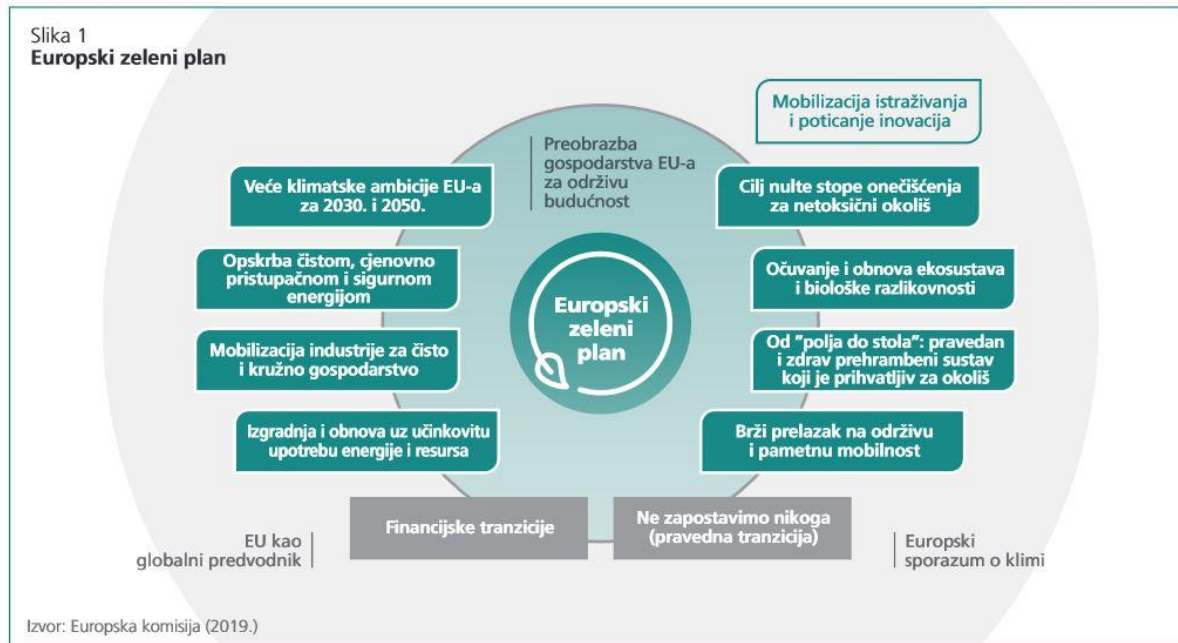 Slika 1
Europski zeleni plan
Mobilizacija istraživanja
i poticanje inovacija
Preobrazba
gospodarstva EU-a
za održivu
budućnost
Veće klimatske ambicije EU-a
za 2030. i 2050.
Cilj nulte stope onečišćenja
za netoksični okoliš
Opskrba čistom, cjenovno
pristupačnom i sigurnom
energijom
Očuvanje i obnova ekosustava
i biološke razlikovnosti
Europski
zeleni
plan
Mobilizacija industrije za čisto
i kružno gospodarstvo
Od "polja do stola": pravedan
i zdrav prehrambeni sustav
koji je prihvatljiv za okoliš
Izgradnja i obnova uz učinkovitu
upotrebu energije i resursa
Brži prelazak na održivu
i pametnu mobilnost
Financijske tranzicije
Ne zapostavimo nikoga
(pravedna tranzicija)
EU kao
globalni predvodnik
Europski
sporazum o klimi
Izvor: Europska komisija (2019.)